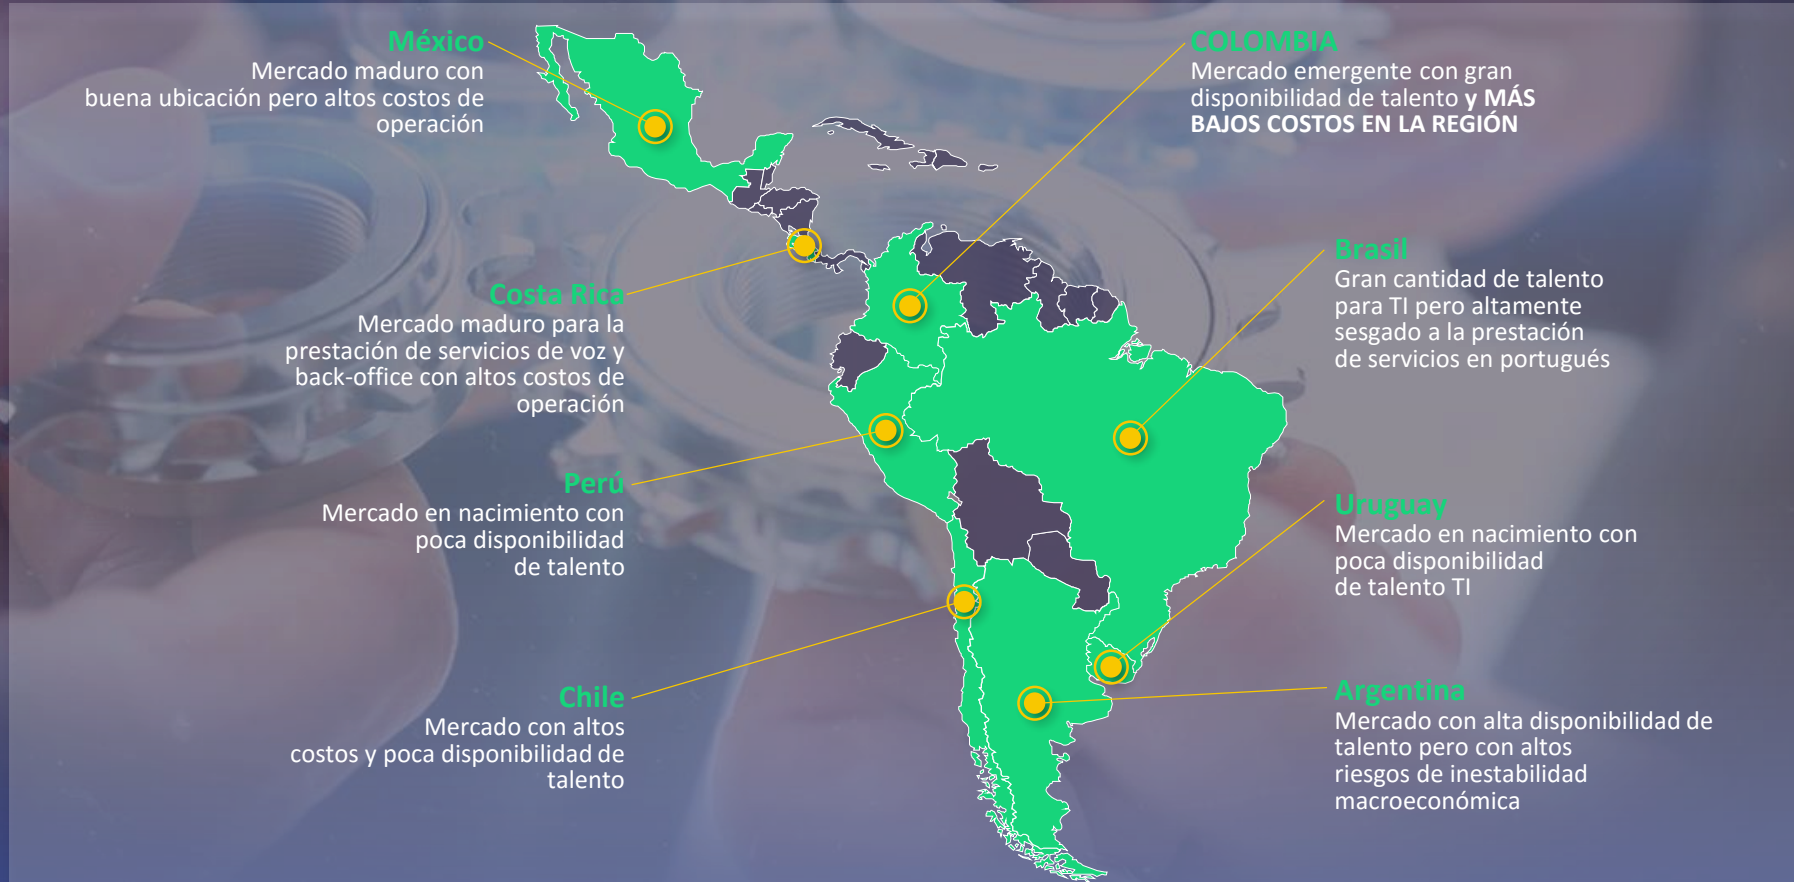 México
Mercado maduro con
buena ubicación pero altos costos de
operación
COLOMBIA
Mercado emergente con gran
disponibilidad de talento y MÁS
BAJOS COSTOS EN LA REGIÓN
Costa Rica
Mercado maduro para la
prestación de servicios de voz y
back-office con altos costos de
operación
Brasil
Gran cantidad de talento
para TI pero altamente
sesgado a la prestación
de servicios en portugués
Perú
Mercado en nacimiento con
poca disponibilidad
de talento
Uruguay
Mercado en nacimiento con
poca disponibilidad
de talento TI
Chile
Mercado con altos
costos y poca disponibilidad de
talento
Argentina
Mercado con alta disponibilidad de
talento pero con altos
riesgos de inestabilidad
macroeconómica